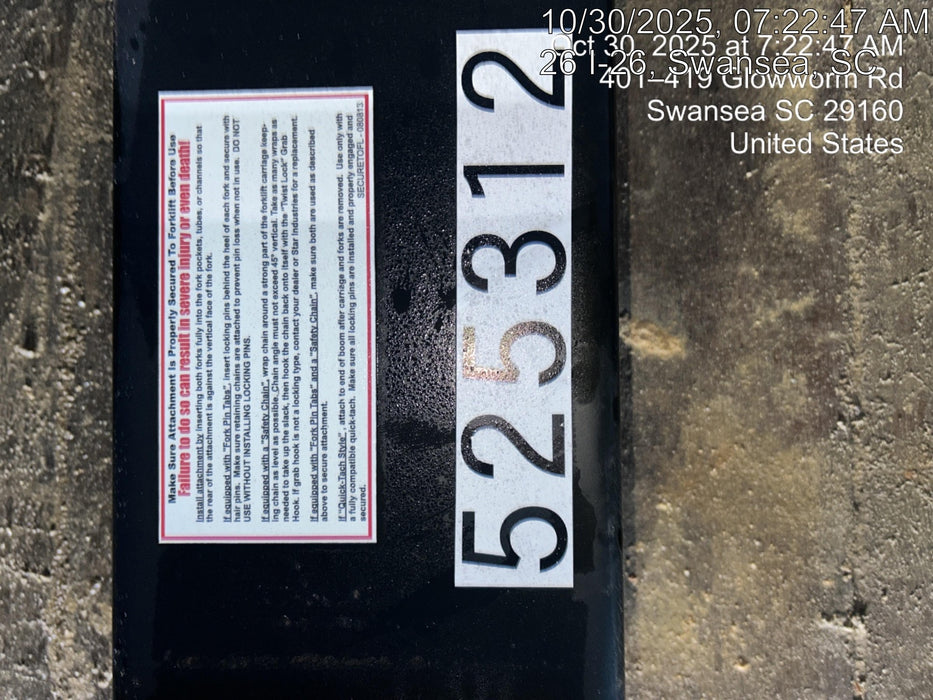 10/30/2025, 07:22:47 AM
Oct 30, 2025 at 7:22:47 AM
26 I-26, Swansea, SC
401–419 Glowworm Rd
Swansea SC 29160
United States
Make Sure Attachment Is Properly Secured To Forklift Before Use
Failure to do so can result in severe injury or even death!
Install attachment by inserting both forks fully into the fork pockets, tubes, or channels so that
the rear of the attachment is against the vertical face of the fork.
If equipped with "Fork Pin Tabs", insert locking pins behind the heel of each fork and secure with
hair pins. Make sure retaining chains are attached to prevent pin loss when not in use. DO NOT
USE WITHOUT INSTALLING LOCKING PINS.
If equipped with a "Safety Chain", wrap chain around a strong part of the forklift carriage keep-
ing chain as level as possible. Chain angle must not exceed 45° vertical. Take as many wraps as
needed to take up the slack, then hook the chain back onto itself with the "Twist Lock" Grab
Hook. If grab hook is not a locking type, contact your dealer or Star Industries for a replacement.
If equipped with "Fork Pin Tabs" and a "Safety Chain", make sure both are used as described
above to secure attachment.
If "Quick-Tach Style", attach to end of boom after carriage and forks are removed. Use only with
a fully compatible quick-tach. Make sure all locking pins are installed and properly engaged and
secured.
SECURETOFL - 080813
525312